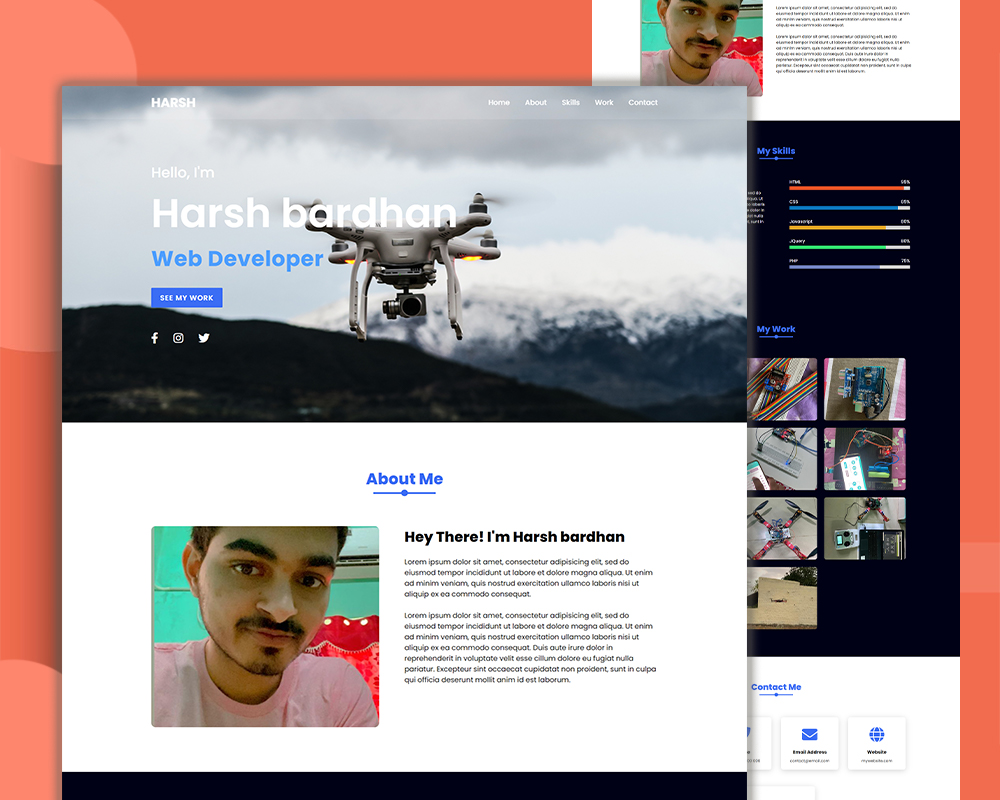 HARSH
Home About Skills Work Contact
Hello, I'm
Harsh bardhan
Web Developer
SEE MY WORK
About Me
Hey There! I'm Harsh bardhan
Lorem ipsum dolor sit amet, consectetur adipisicing elit, sed do
eiusmod tempor incididunt ut labore et dolore magna aliqua. Ut enim
ad minim veniam, quis nostrud exercitation ullamco laboris nisi ut
aliquip ex ea commodo consequat.
Lorem ipsum dolor sit amet, consectetur adipisicing elit, sed do
eiusmod tempor incididunt ut labore et dolore magna aliqua. Ut enim
ad minim veniam, quis nostrud exercitation ullamco laboris nisi ut
aliquip ex ea commodo consequat. Duis aute irure dolor in
reprehenderit in voluptate velit esse cillum dolore eu fugiat nulla
pariatur. Excepteur sint occaecat cupidatat non proident, sunt in culpa
qui officia deserunt mollit anim id est laborum.
Lorem ipsum dolor sit amet, consectetur adipisicing elit, sed do
eiusmod tempor incididunt ut labore et dolore magna aliqua. Ut enim
ad minim veniam, quis nostrud exercitation ullamco laboris nisi ut
aliquip ex ea commodo consequat.
Lorem ipsum dolor sit amet, consectetur adipisicing elit, sed do
eiusmod tempor incididunt ut labore et dolore magna aliqua. Ut enim
ad minim veniam, quis nostrud exercitation ullamco laboris nisi ut
aliquip ex ea commodo consequat. Duis aute irure dolor in
reprehenderit in voluptate velit esse cillum dolore eu fugiat nulla
pariatur. Excepteur sint occaecat cupidatat non proident, sunt in culpa
qui officia deserunt mollit anim id est laborum.
My Skills
HTML 95%
CSS
Javascript 80%
JQuery 80%
PHP 75%
My Work
Contact Me
Email Address
contact@email.com
Website
mywebsite.com